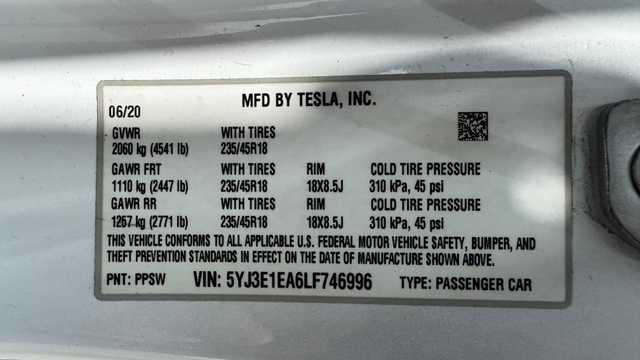 MFD BY TESLA, INC.
06/20
GVWR WITH TIRES
2060 kg (4541 lb) 235/45R18
GAWR FRT WITH TIRES RIM COLD TIRE PRESSURE
1110 kg (2447 lb) 235/45R18 18X8.5J 310 kPa, 45 psi
GAWR RR WITH TIRES RIM COLD TIRE PRESSURE
1257 kg (2771 lb) 235/45R18 18X8.5J 310 kPa, 45 psi
THIS VEHICLE CONFORMS TO ALL APPLICABLE U.S. FEDERAL MOTOR VEHICLE SAFETY, BUMPER, AND
THEFT PREVENTION STANDARDS IN EFFECT ON THE DATE OF MANUFACTURE SHOWN ABOVE.
PNT: PPSW VIN: 5YJ3E1EA6LF746996 TYPE: PASSENGER CAR